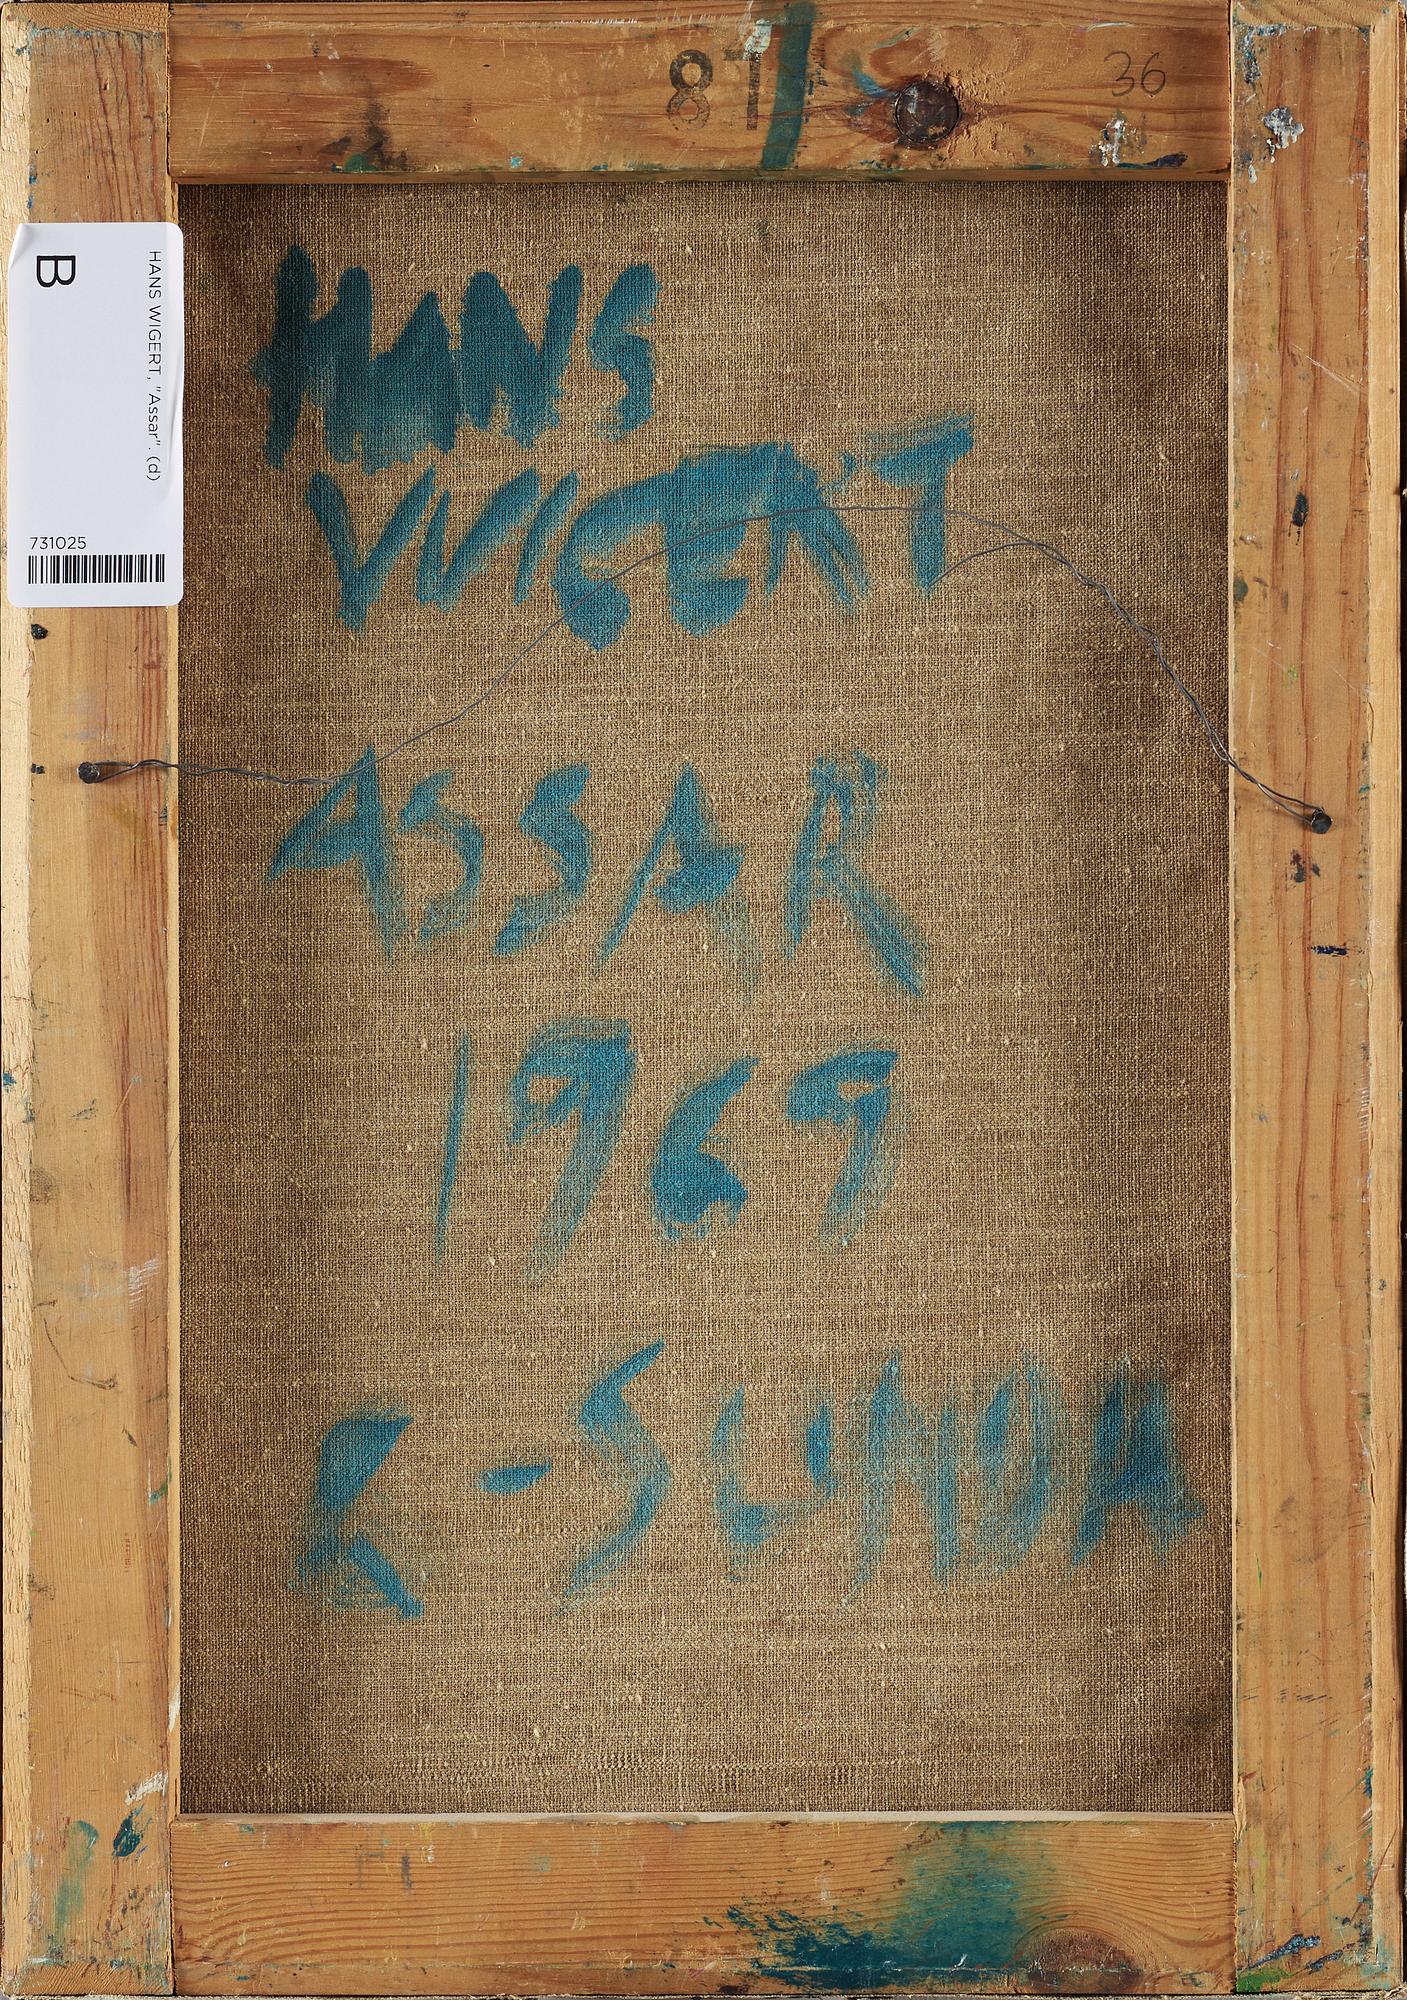 87
36
HANS
WIGERT
ASSAR
1969
K-SUNDA
HANS WIGERT, "Assar". (d)
B
731025